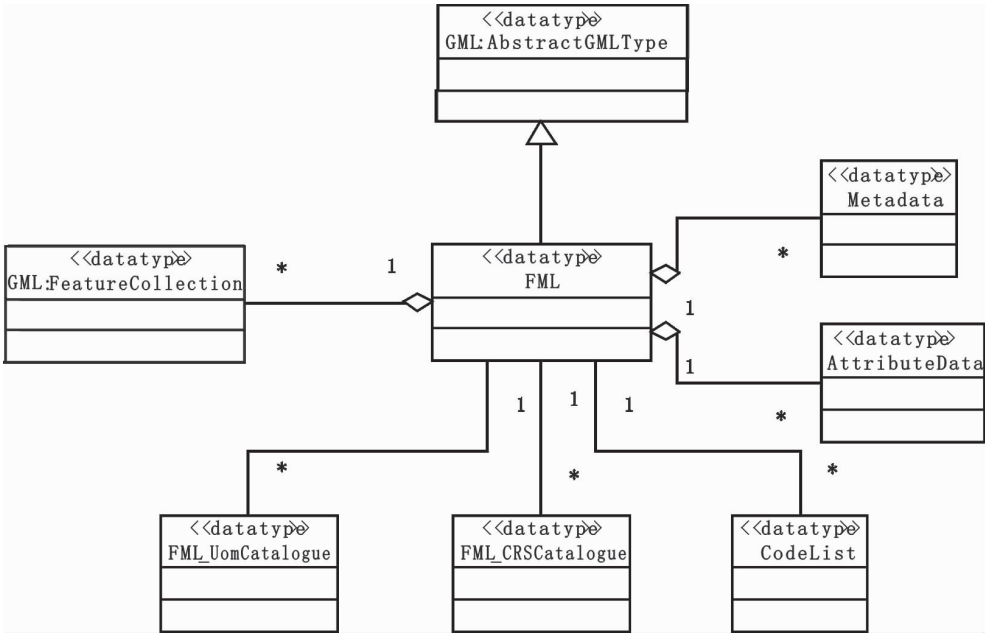 <<datatype>>
GML:AbstractGMLType
<<datatype>>
Metadata
*
<<datatype>>
GML:FeatureCollection
*
1
<<datatype>>
FML
1
<<datatype>>
AttributeData
1
*
1
1
1
*
*
*
<<datatype>>
FML_UomCatalogue
<<datatype>>
FML_CRSCatalogue
<<datatype>>
CodeList